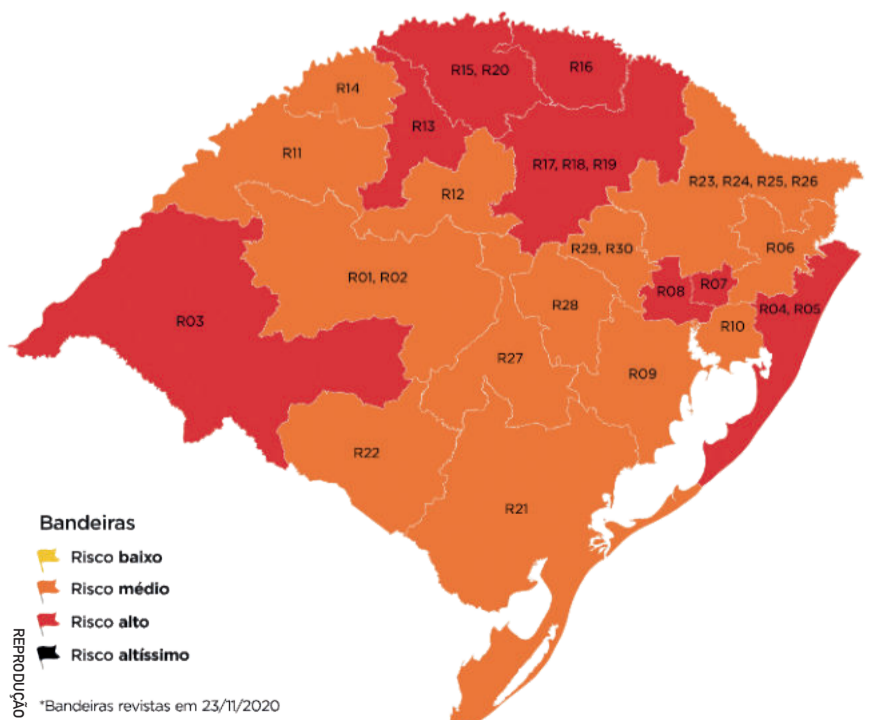 R15, R20
R16
R14
R13
R11
R17, R18, R19
R23, R24, R25, R26
R12
R29, R30
R06
R01, R02
R08
R07
R28
R04, R05
R03
R10
R27
R09
R22
R21
Bandeiras
Risco baixo
Risco médio
Risco alto
Risco altíssimo
*Bandeiras revistas em 23/11/2020
REPRODUÇÃO